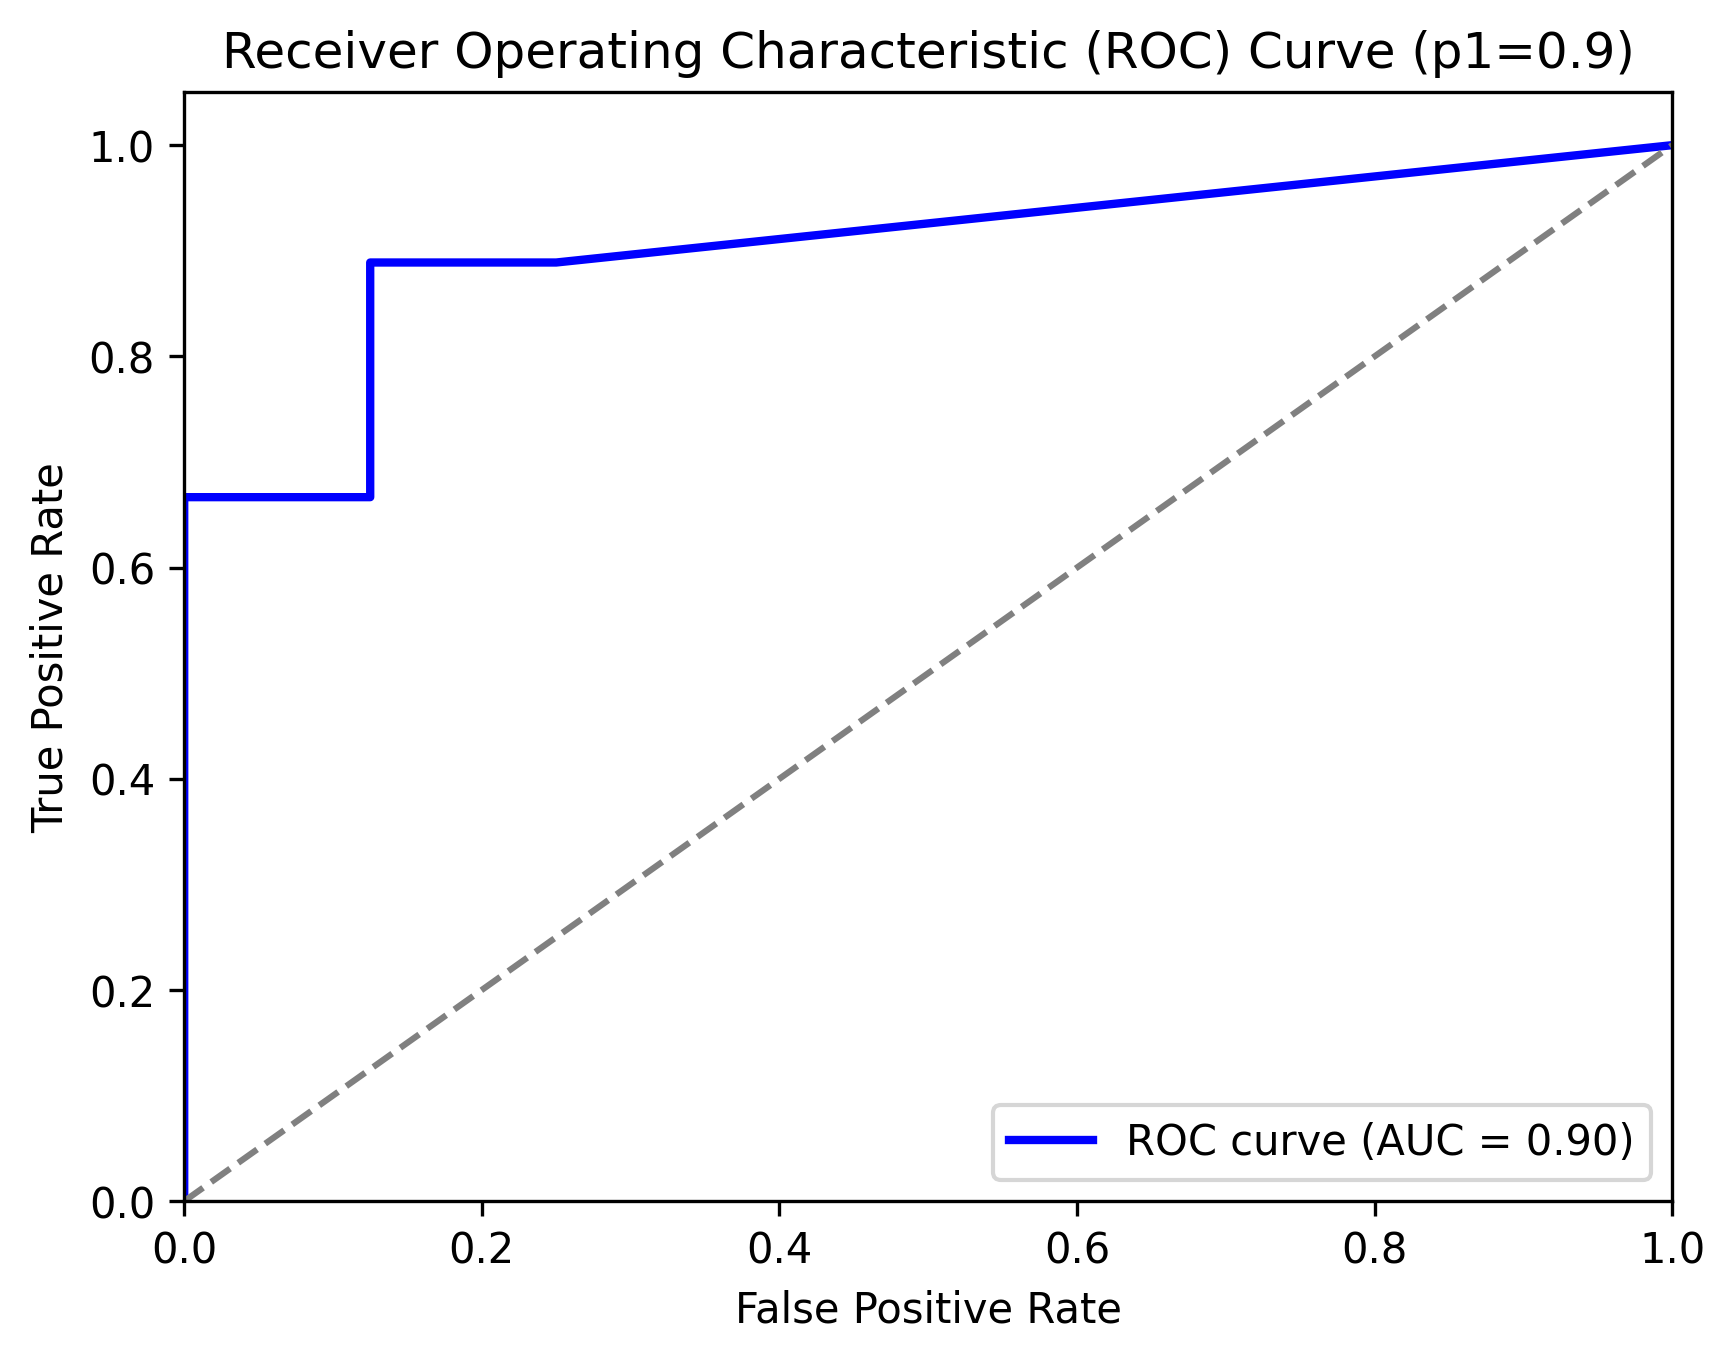 Receiver Operating Characteristic (ROC) Curve (p1=0.9)
True Positive Rate
1.0
0.8
0.6
0.4
0.2
0.0
ROC curve (AUC = 0.90)
0.0 0.2 0.4 0.6 0.8 1.0
False Positive Rate